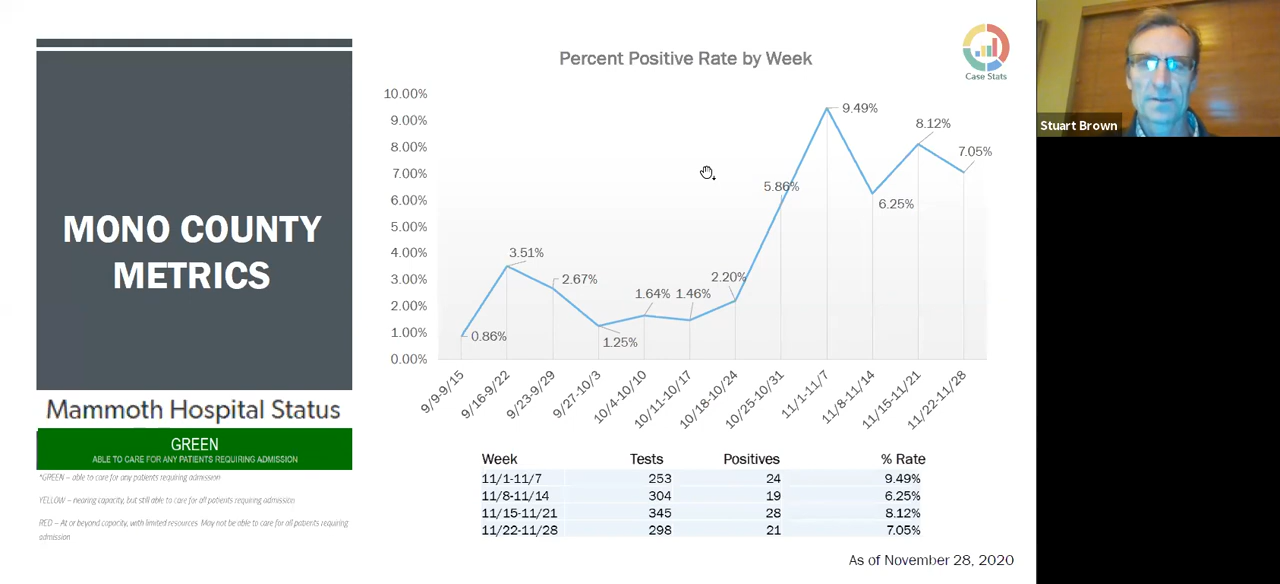 MONO COUNTY
METRICS
Mammoth Hospital Status
GREEN
ABLE TO CARE FOR ANY PATIENTS REQUIRING ADMISSION
*GREEN – able to care for any patients requiring admission
YELLOW – nearing capacity, but still able to care for all patients requiring admission
RED – At or beyond capacity, with limited resources. May not be able to care for all patients requiring
admission
Percent Positive Rate by Week
Case Stats
10.00%
9.00%
8.00%
7.00%
6.00%
5.00%
4.00%
3.00%
2.00%
1.00%
0.00%
0.86%
3.51%
2.67%
1.25%
1.64%
1.46%
2.20%
5.86%
9.49%
6.25%
8.12%
7.05%
9/9-9/15
9/16-9/22
9/23-9/29
9/27-10/3
10/4-10/10
10/11-10/17
10/18-10/24
10/25-10/31
11/1-11/7
11/8-11/14
11/15-11/21
11/22-11/28
Week Tests Positives % Rate
11/1-11/7 253 24 9.49%
11/8-11/14 304 19 6.25%
11/15-11/21 345 28 8.12%
11/22-11/28 298 21 7.05%
As of November 28, 2020
Stuart Brown